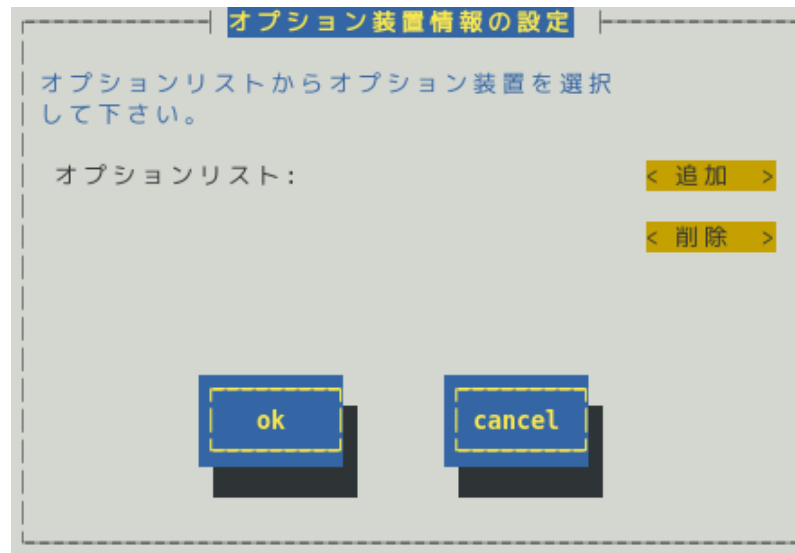 オプション装置情報の設定
オプションリストからオプション装置を選択
して下さい。
オプションリスト: < 追加 >
< 削除 >
ok cancel